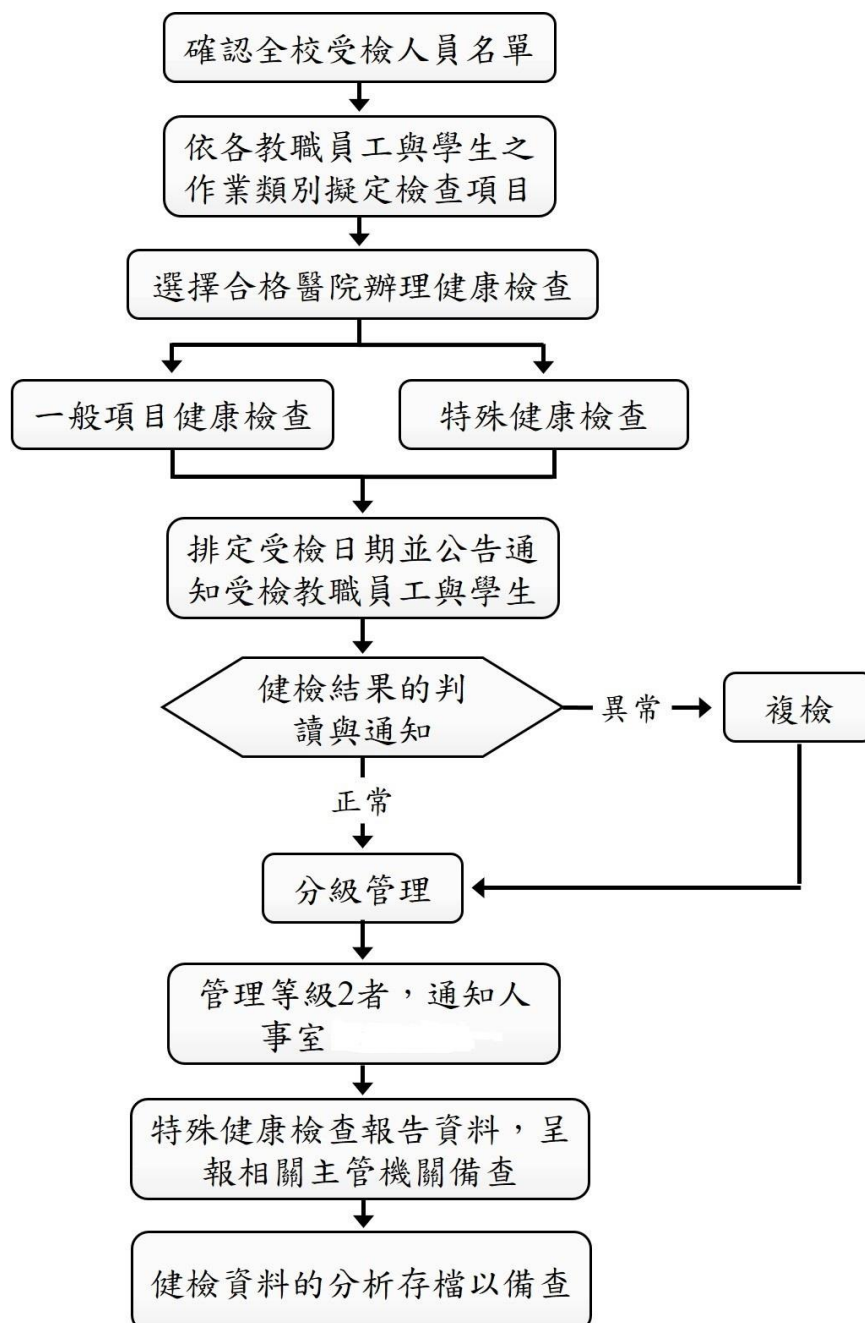 確認全校受檢人員名單
依各教職員工與學生之
作業類別擬定檢查項目
選擇合格醫院辦理健康檢查
一般項目健康檢查
特殊健康檢查
排定受檢日期並公告通
知受檢教職員工與學生
健檢結果的判
讀與通知
異常
複檢
正常
分級管理
管理等級2者，通知人
事室
特殊健康檢查報告資料，呈
報相關主管機關備查
健檢資料的分析存檔以備查